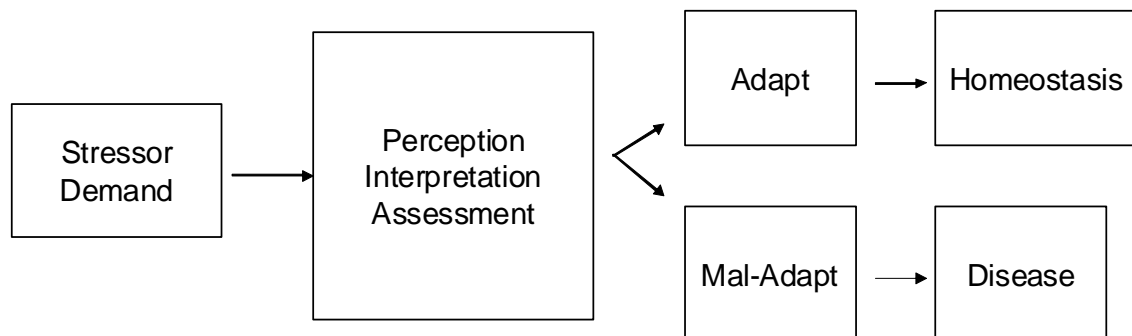 Stressor
Demand
Perception
Interpretation
Assessment
Adapt
Homeostasis
Mal-Adapt
Disease